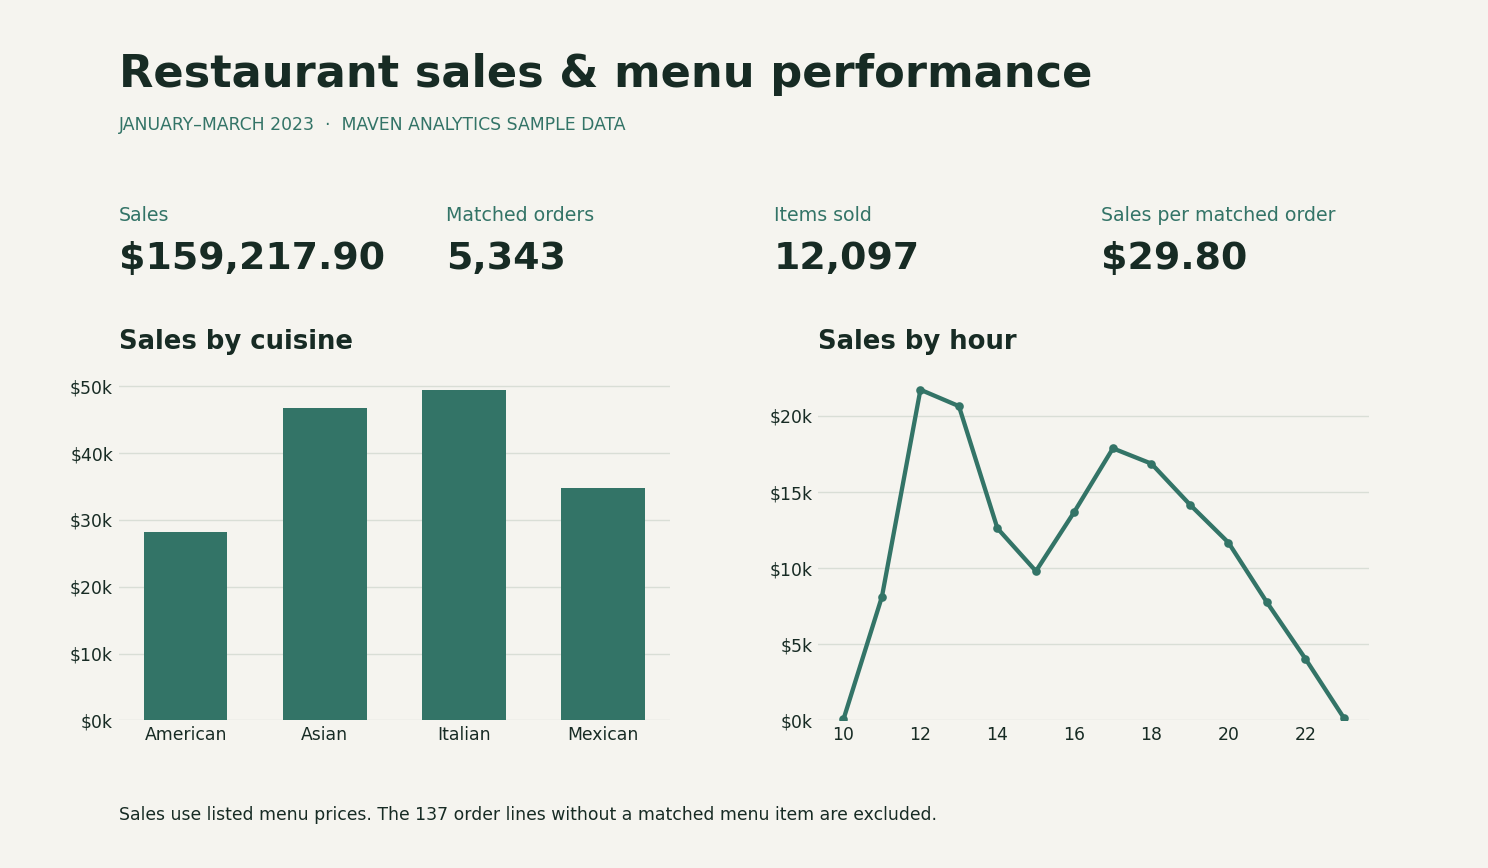 Restaurant sales & menu performance
JANUARY–MARCH 2023 · MAVEN ANALYTICS SAMPLE DATA
Sales
$159,217.90
Matched orders
5,343
Items sold
12,097
Sales per matched order
$29.80
Sales by cuisine
$50k
$40k
$30k
$20k
$10k
$0k
American Asian Italian Mexican
Sales by hour
$20k
$15k
$10k
$5k
$0k
10 12 14 16 18 20 22
Sales use listed menu prices. The 137 order lines without a matched menu item are excluded.